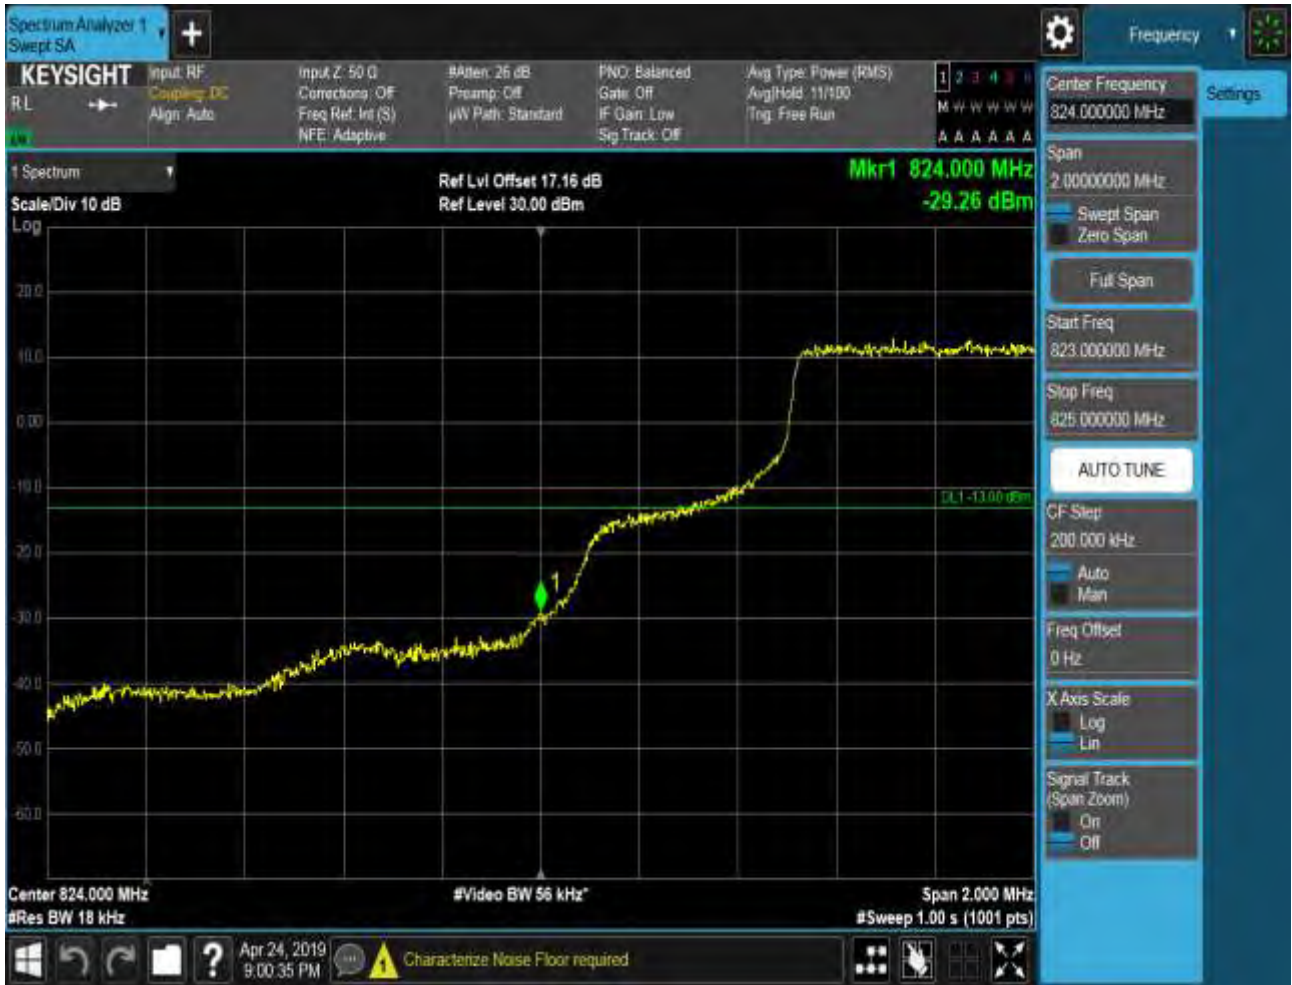 Spectrum Analyzer 1
Swept SA
Frequency
KEYSIGHT
RL
Input: RF
Coupling: DC
Align: Auto
Input Z: 50 Ω
Corrections: Off
Freq Ref: Int (S)
NFE: Adaptive
#Atten: 26 dB
Preamp: Off
µW Path: Standard
PNO: Balanced
Gate: Off
IF Gain: Low
Sig Track: Off
Avg Type: Power (RMS)
Avg|Hold: 11/100
Trig: Free Run
1 2 3 4 5 6
M W W W W W
A A A A A A
Center Frequency
824.000000 MHz
Settings
1 Spectrum
Scale/Div 10 dB
Log
Ref Lvl Offset 17.16 dB
Ref Level 30.00 dBm
Mkr1 824.000 MHz
-29.26 dBm
Span
2.00000000 MHz
Swept Span
Zero Span
Full Span
Start Freq
823.000000 MHz
Stop Freq
825.000000 MHz
AUTO TUNE
CF Step
200.000 kHz
Auto
Man
Freq Offset
0 Hz
X Axis Scale
Log
Lin
Signal Track
(Span Zoom)
On
Off
20.0
10.0
0.00
-10.0
DL1 -13.00 dBm
-20.0
1
-30.0
-40.0
-50.0
-60.0
Center 824.000 MHz
#Video BW 56 kHz*
Span 2.000 MHz
#Res BW 18 kHz
#Sweep 1.00 s (1001 pts)
Apr 24, 2019
9:00:35 PM
Characterize Noise Floor required